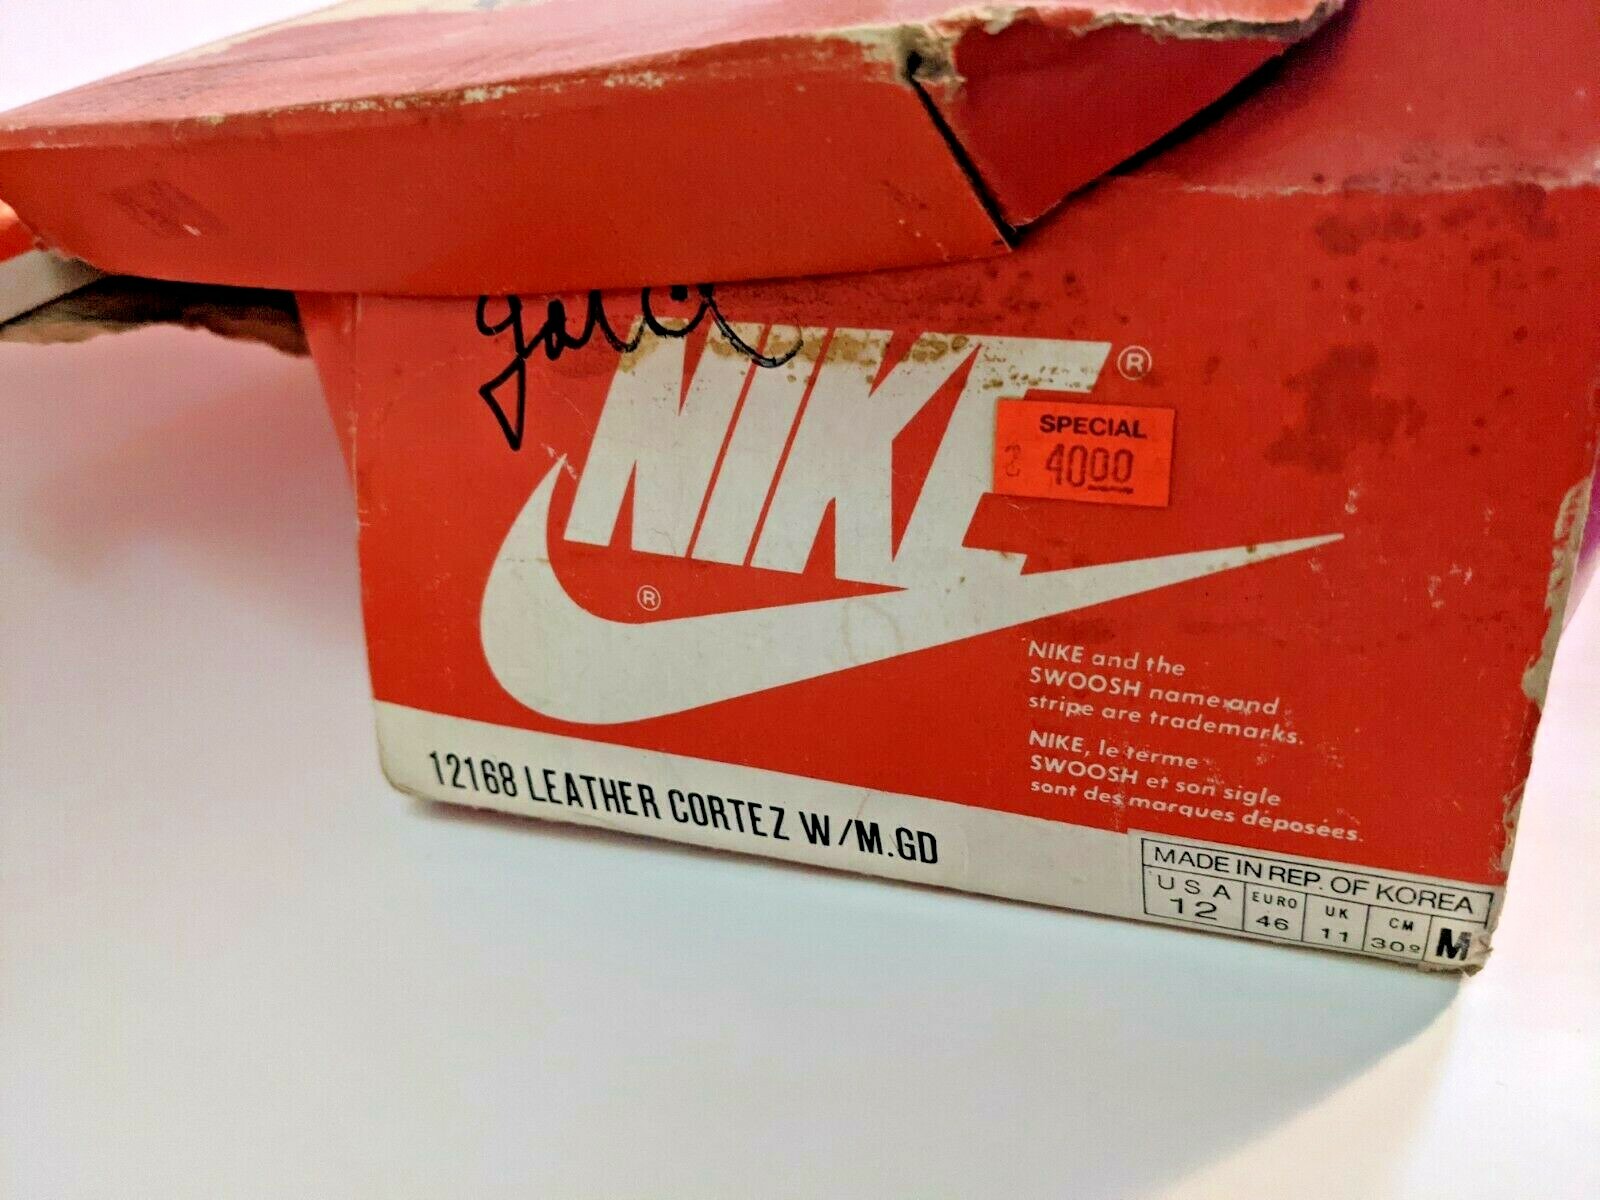 NIKE ®
SPECIAL
4000
®
NIKE and the
SWOOSH name and
stripe are trademarks.
NIKE, le terme
SWOOSH et son sigle
sont des marques déposées.
12168 LEATHER CORTEZ W/M.GD
MADE IN REP. OF KOREA
USA EURO UK CM M
12 46 11 30º